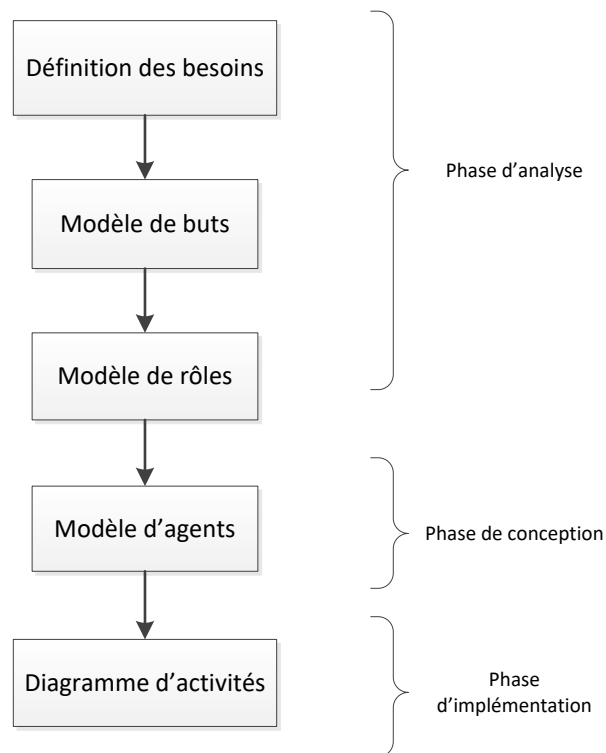 Définition des besoins
Modèle de buts
Modèle de rôles
Modèle d’agents
Diagramme d’activités
Phase d’analyse
Phase de conception
Phase
d’implémentation